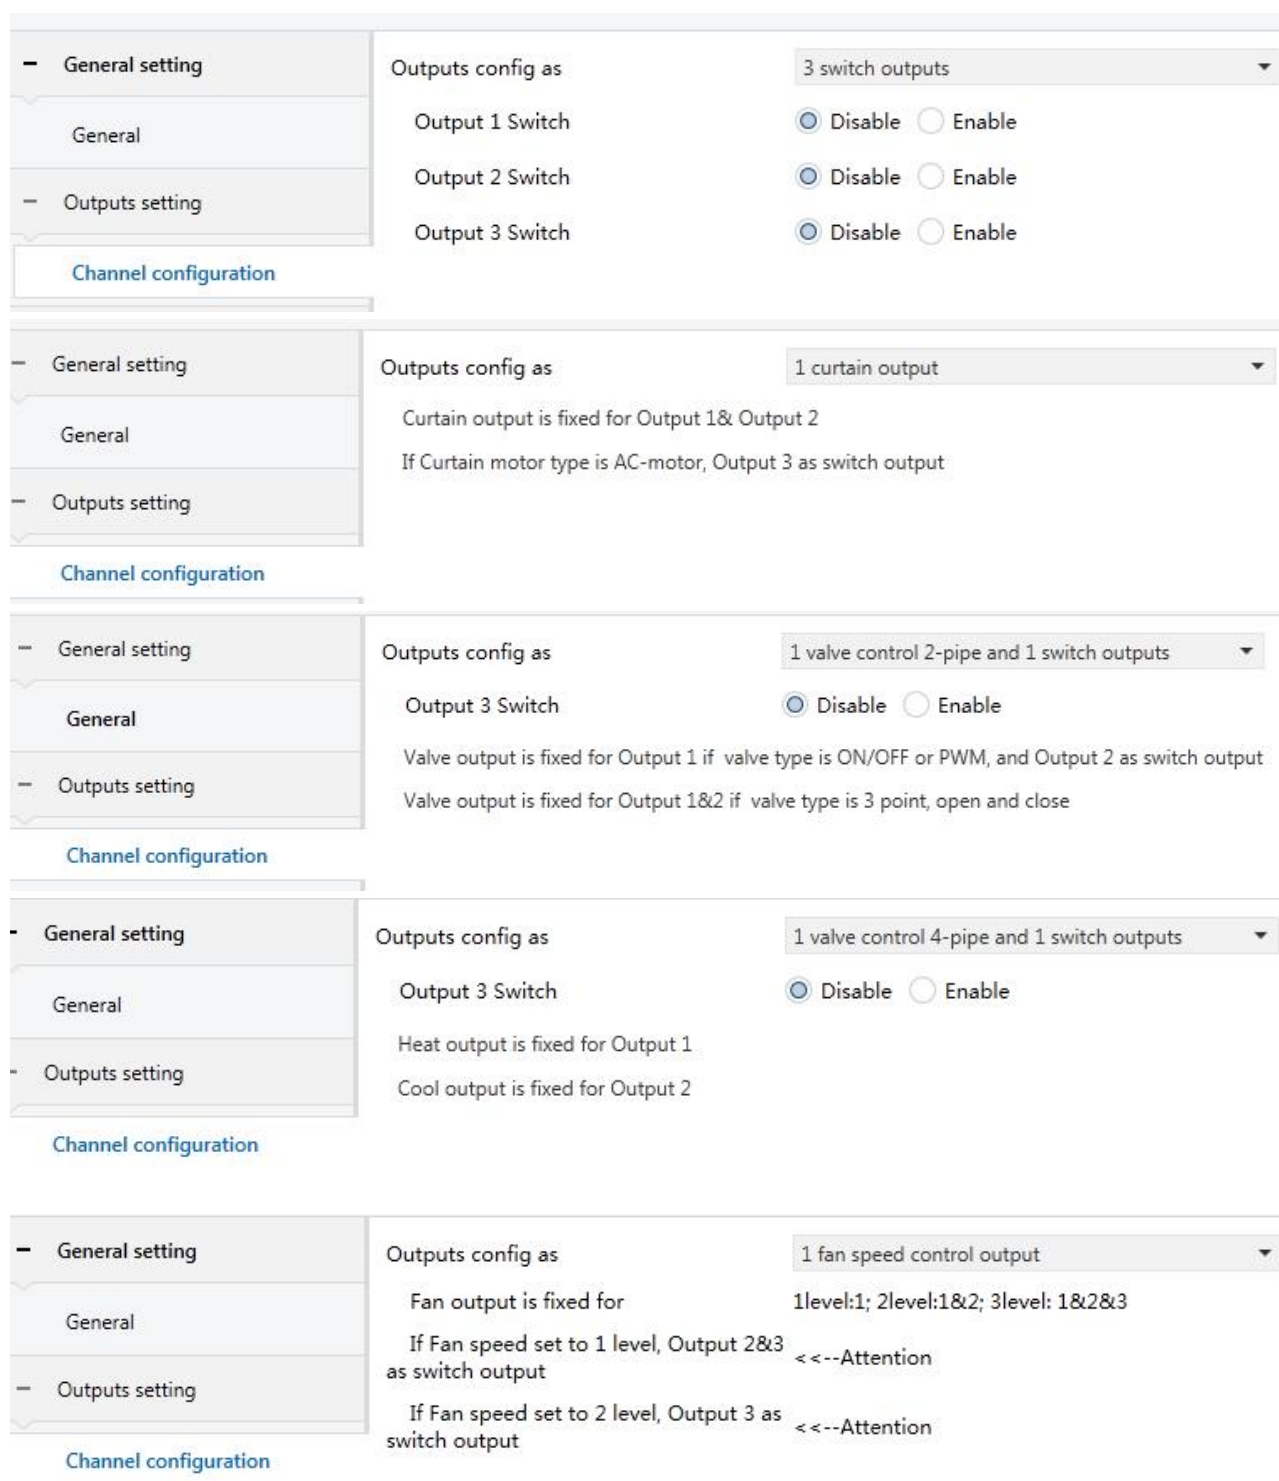 General setting
Outputs config as 3 switch outputs
Output 1 Switch Disable Enable
General
Output 2 Switch Disable Enable
Outputs setting
Output 3 Switch Disable Enable
Channel configuration
General setting
Outputs config as 1 curtain output
Curtain output is fixed for Output 1& Output 2
General
If Curtain motor type is AC-motor, Output 3 as switch output
Outputs setting
Channel configuration
General setting
Outputs config as 1 valve control 2-pipe and 1 switch outputs
Output 3 Switch Disable Enable
General
Valve output is fixed for Output 1 if valve type is ON/OFF or PWM, and Output 2 as switch output
Outputs setting
Valve output is fixed for Output 1&2 if valve type is 3 point, open and close
Channel configuration
General setting
Outputs config as 1 valve control 4-pipe and 1 switch outputs
Output 3 Switch Disable Enable
General
Heat output is fixed for Output 1
Outputs setting
Cool output is fixed for Output 2
Channel configuration
General setting
Outputs config as 1 fan speed control output
Fan output is fixed for 1level:1; 2level:1&2; 3level: 1&2&3
General
If Fan speed set to 1 level, Output 2&3
as switch output <<--Attention
Outputs setting
If Fan speed set to 2 level, Output 3 as
switch output <<--Attention
Channel configuration